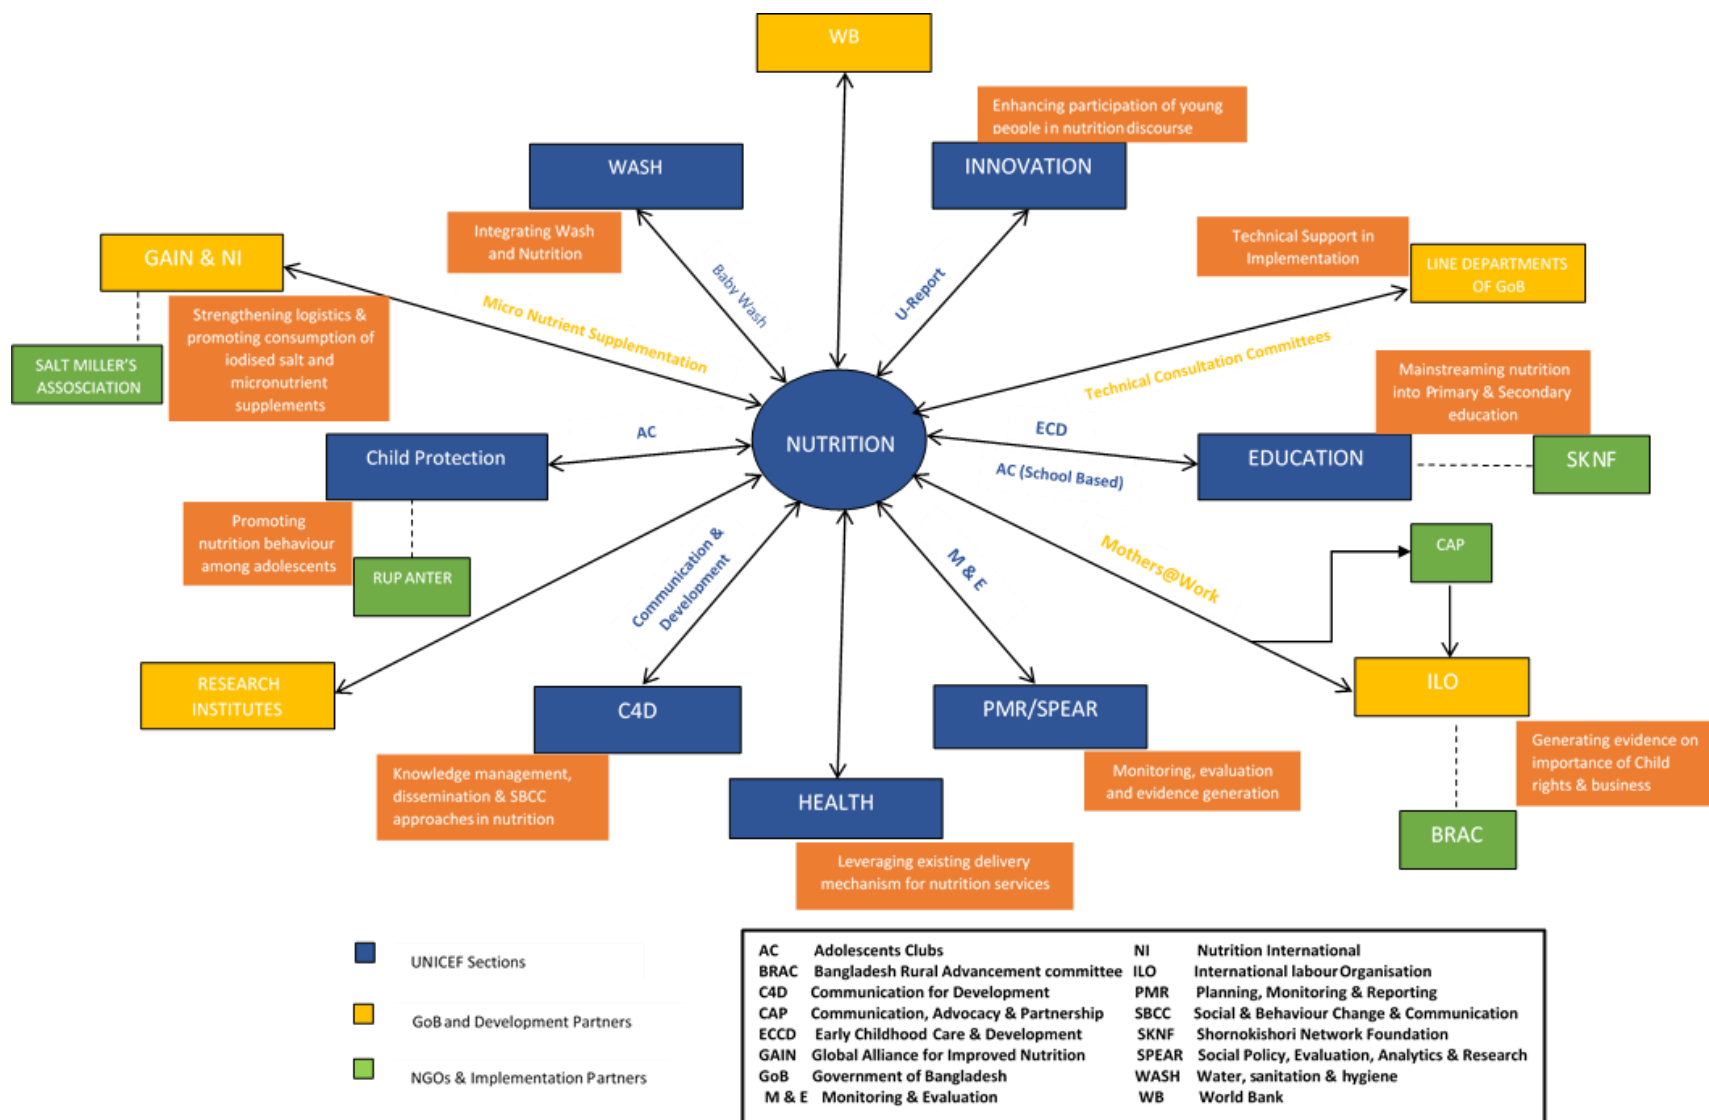 WB
Enhancing participation of young
people in nutrition discourse
WASH
INNOVATION
Integrating Wash
and Nutrition
Technical Support in
Implementation
GAIN & NI
LINE DEPARTMENTS
OF GoB
Baby Wash
U-Report
Micro Nutrient Supplementation
Technical Consultation Committees
Strengthening logistics &
promoting consumption of
iodised salt and
micronutrient
supplements
SALT MILLER'S
ASSOSCIATION
Mainstreaming nutrition
into Primary & Secondary
education
AC
NUTRITION
ECD
AC (School Based)
Child Protection
EDUCATION
SKNF
Promoting
nutrition behaviour
among adolescents
RUPANTER
Communication &
Development
M & E
Mothers@Work
CAP
RESEARCH
INSTITUTES
C4D
PMR/SPEAR
ILO
Knowledge management,
dissemination & SBCC
approaches in nutrition
HEALTH
Monitoring, evaluation
and evidence generation
Generating evidence on
importance of Child
rights & business
BRAC
Leveraging existing delivery
mechanism for nutrition services
UNICEF Sections
GoB and Development Partners
NGOs & Implementation Partners
AC Adolescents Clubs
BRAC Bangladesh Rural Advancement committee
C4D Communication for Development
CAP Communication, Advocacy & Partnership
ECCD Early Childhood Care & Development
GAIN Global Alliance for Improved Nutrition
GoB Government of Bangladesh
M & E Monitoring & Evaluation
NI Nutrition International
ILO International labour Organisation
PMR Planning, Monitoring & Reporting
SBCC Social & Behaviour Change & Communication
SKNF Shornokishori Network Foundation
SPEAR Social Policy, Evaluation, Analytics & Research
WASH Water, sanitation & hygiene
WB World Bank